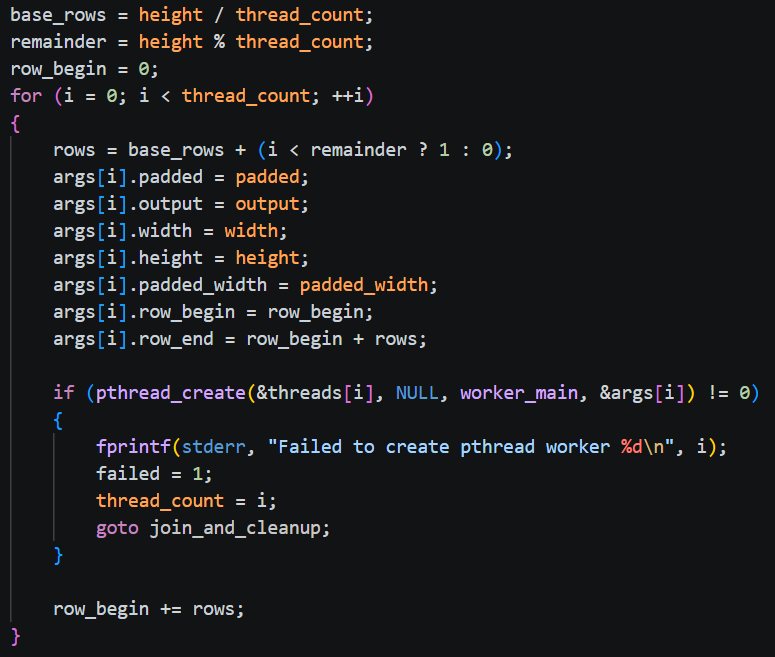 base_rows = height / thread_count;
remainder = height % thread_count;
row_begin = 0;
for (i = 0; i < thread_count; ++i)
{
    rows = base_rows + (i < remainder ? 1 : 0);
    args[i].padded = padded;
    args[i].output = output;
    args[i].width = width;
    args[i].height = height;
    args[i].padded_width = padded_width;
    args[i].row_begin = row_begin;
    args[i].row_end = row_begin + rows;

    if (pthread_create(&threads[i], NULL, worker_main, &args[i]) != 0)
    {
        fprintf(stderr, "Failed to create pthread worker %d\n", i);
        failed = 1;
        thread_count = i;
        goto join_and_cleanup;
    }

    row_begin += rows;
}